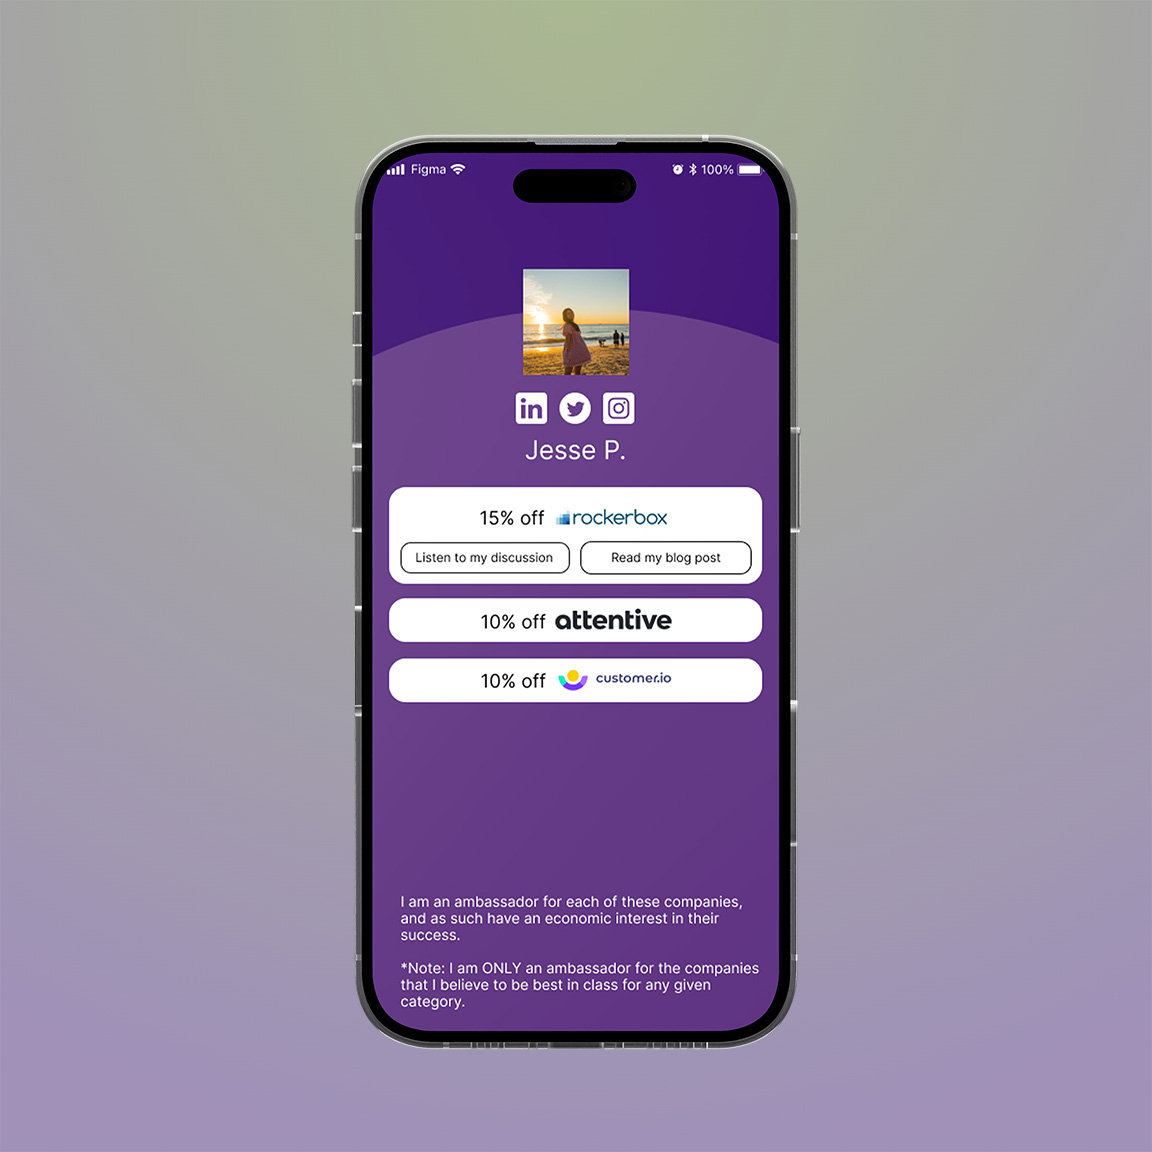 Figma 100%
in
Jesse P.
15% off rockerbox
Listen to my discussion Read my blog post
10% off attentive
10% off customer.io
I am an ambassador for each of these companies,
and as such have an economic interest in their
success.
*Note: I am ONLY an ambassador for the companies
that I believe to be best in class for any given
category.